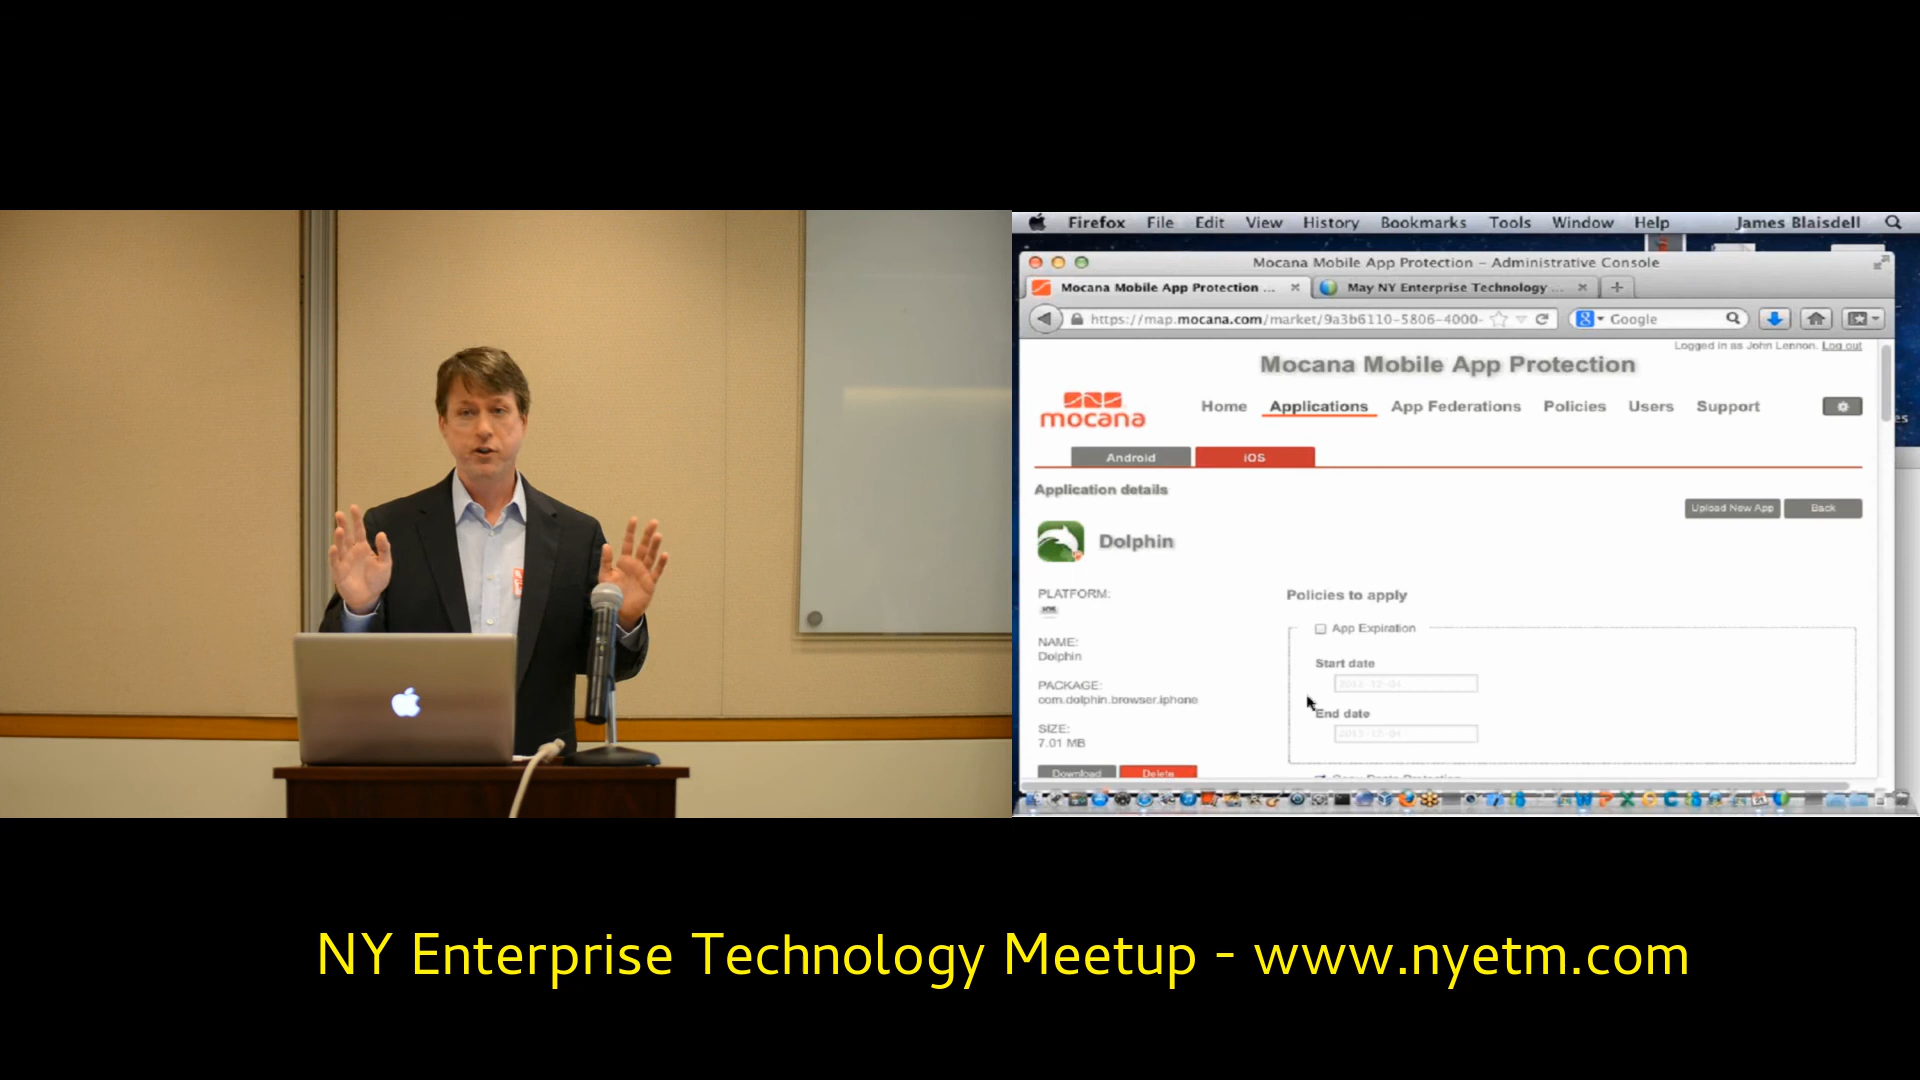 Firefox File Edit View History Bookmarks Tools Window Help James Blaisdell
Mocana Mobile App Protection – Administrative Console
Mocana Mobile App Protection ...
May NY Enterprise Technology ...
https://map.mocana.com/market/9a3b6110-5806-4000-
Google
Logged in as John Lennon. Log out
Mocana Mobile App Protection
mocana
Home Applications App Federations Policies Users Support
Android iOS
Application details
Upload New App Back
Dolphin
PLATFORM:
iOS
NAME:
Dolphin
PACKAGE:
com.dolphin.browser.iphone
SIZE:
7.01 MB
Download Delete
Policies to apply
App Expiration
Start date
End date
NY Enterprise Technology Meetup - www.nyetm.com